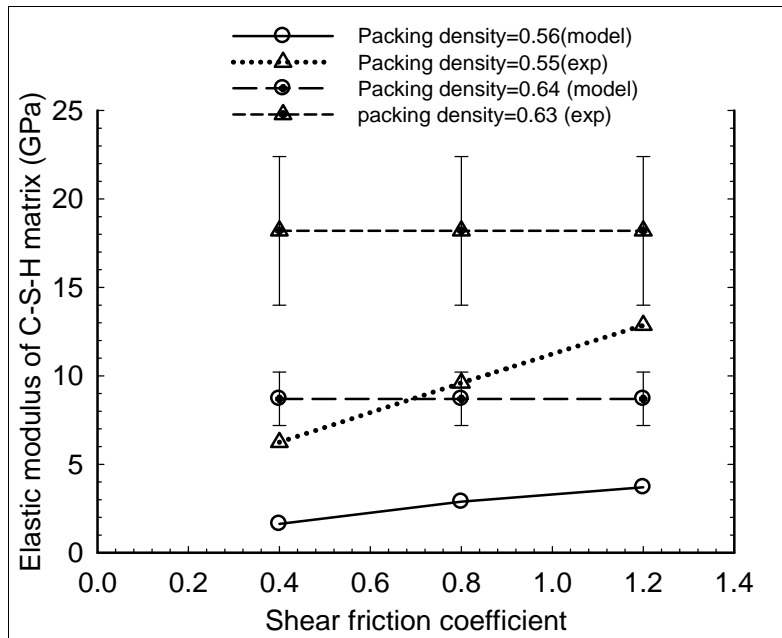 Packing density=0.56(model)
Packing density=0.55(exp)
Packing density=0.64 (model)
packing density=0.63 (exp)
Elastic modulus of C-S-H matrix (GPa)
25
20
15
10
5
0
0.0 0.2 0.4 0.6 0.8 1.0 1.2 1.4
Shear friction coefficient